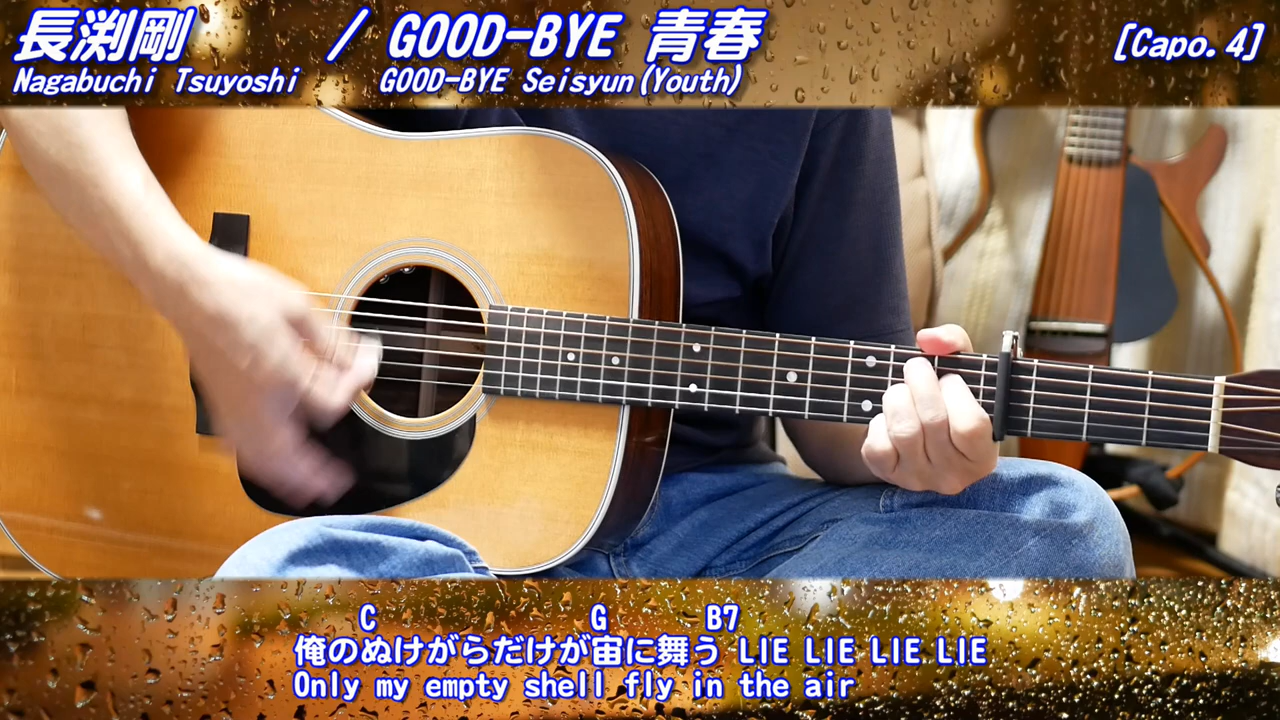 長渕剛 / GOOD-BYE 青春 [Capo.4]
Nagabuchi Tsuyoshi GOOD-BYE Seisyun(Youth)
C G B7
俺のぬけがらだけが宙に舞う LIE LIE LIE LIE
Only my empty shell fly in the air